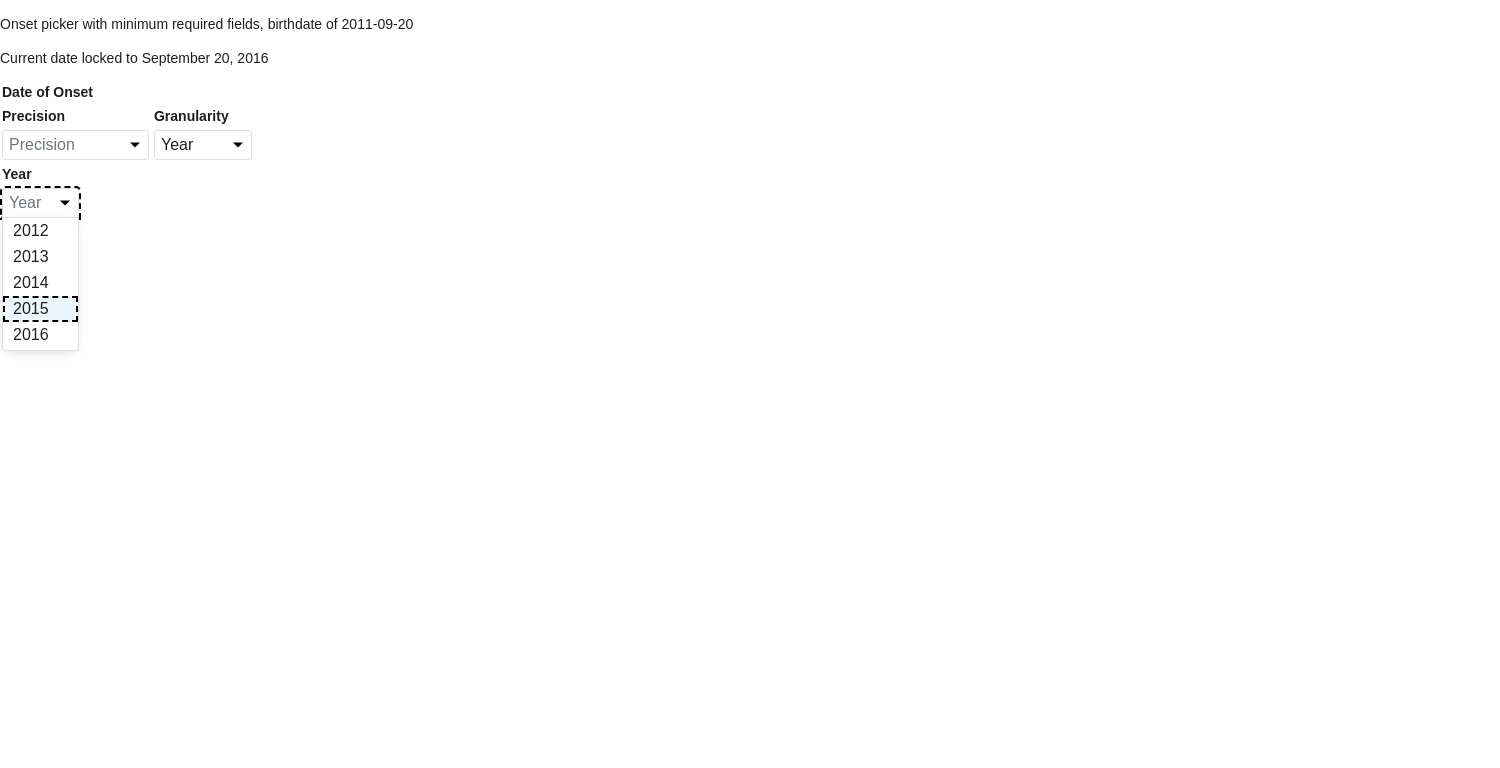 Onset picker with minimum required fields, birthdate of 2011-09-20
Current date locked to September 20, 2016
Date of Onset
Precision Granularity
Precision Year
Year
Year
2012
2013
2014
2015
2016